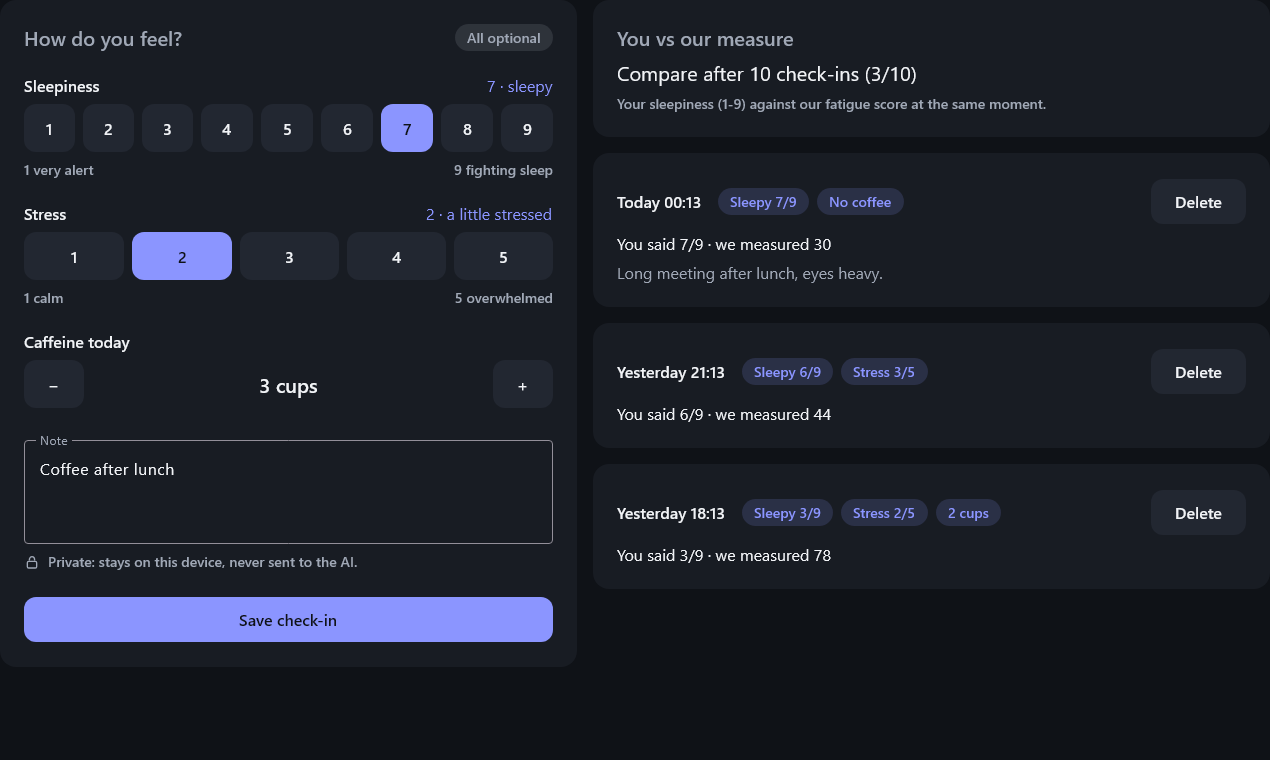 How do you feel?
All optional
Sleepiness
7 · sleepy
1 2 3 4 5 6 7 8 9
1 very alert
9 fighting sleep
Stress
2 · a little stressed
1 2 3 4 5
1 calm
5 overwhelmed
Caffeine today
− 3 cups +
Note
Coffee after lunch
Private: stays on this device, never sent to the AI.
Save check-in
You vs our measure
Compare after 10 check-ins (3/10)
Your sleepiness (1-9) against our fatigue score at the same moment.
Today 00:13 Sleepy 7/9 No coffee Delete
You said 7/9 · we measured 30
Long meeting after lunch, eyes heavy.
Yesterday 21:13 Sleepy 6/9 Stress 3/5 Delete
You said 6/9 · we measured 44
Yesterday 18:13 Sleepy 3/9 Stress 2/5 2 cups Delete
You said 3/9 · we measured 78